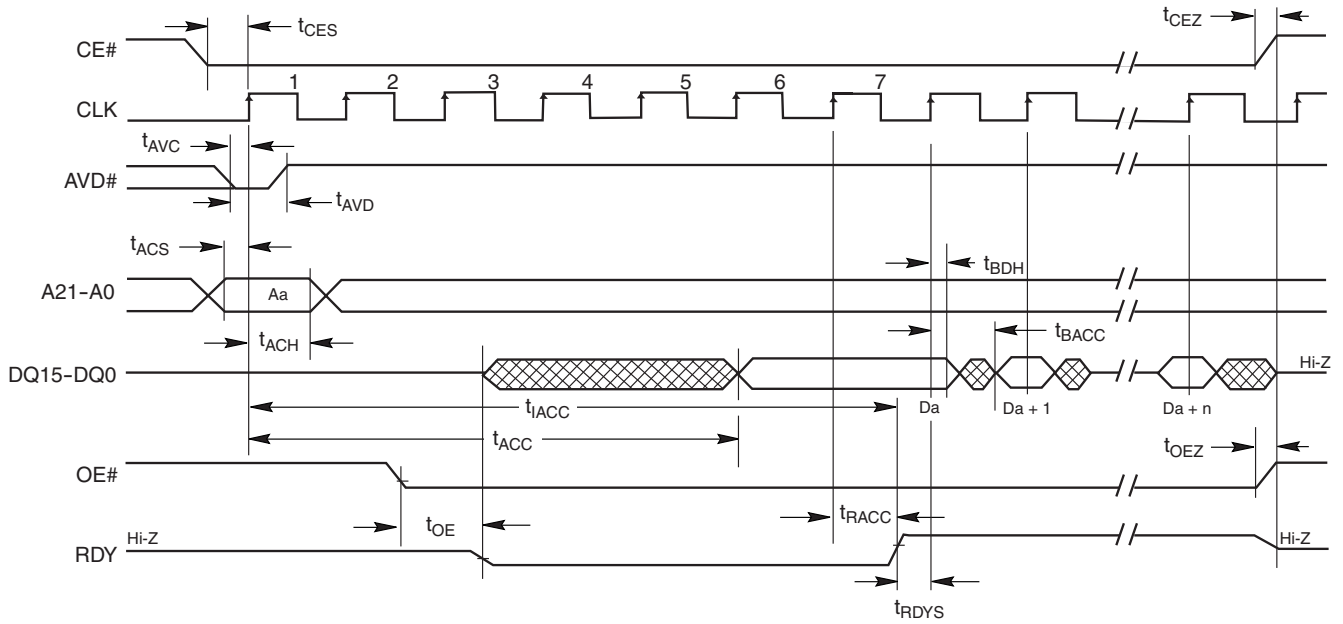 tCES
tCEZ
CE#
1 2 3 4 5 6 7
CLK
tAVC
AVD#
tAVD
tACS
tBDH
A21-A0
Aa
tBACC
tACH
DQ15-DQ0
Hi-Z
tIACC
Da
Da + 1
Da + n
tACC
tOEZ
OE#
tOE
tRACC
RDY
Hi-Z
Hi-Z
tRDYS